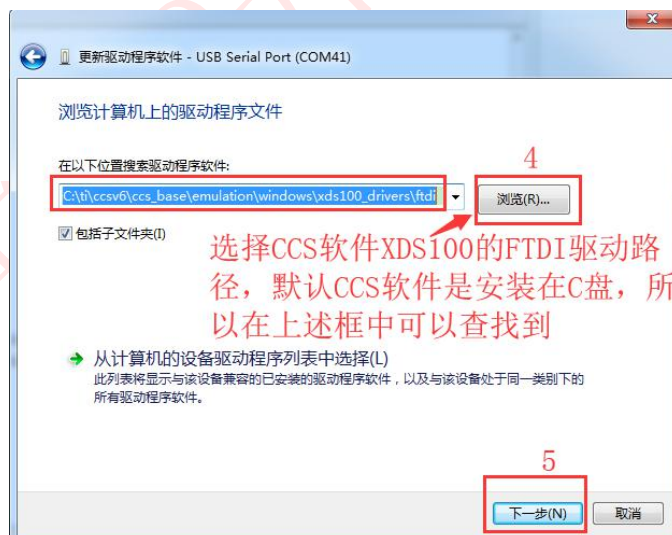 更新驱动程序软件 - USB Serial Port (COM41)
浏览计算机上的驱动程序文件
4
在以下位置搜索驱动程序软件:
C:\ti\ccsv6\ccs_base\emulation\windows\xds100_drivers\ftdi
浏览(R)...
包括子文件夹(I)
选择CCS软件XDS100的FTDI驱动路
径，默认CCS软件是安装在C盘，所
以在上述框中可以查找到
从计算机的设备驱动程序列表中选择(L)
此列表将显示与该设备兼容的已安装的驱动程序软件，以及与该设备处于同一类别下的
所有驱动程序软件。
5
下一步(N)
取消